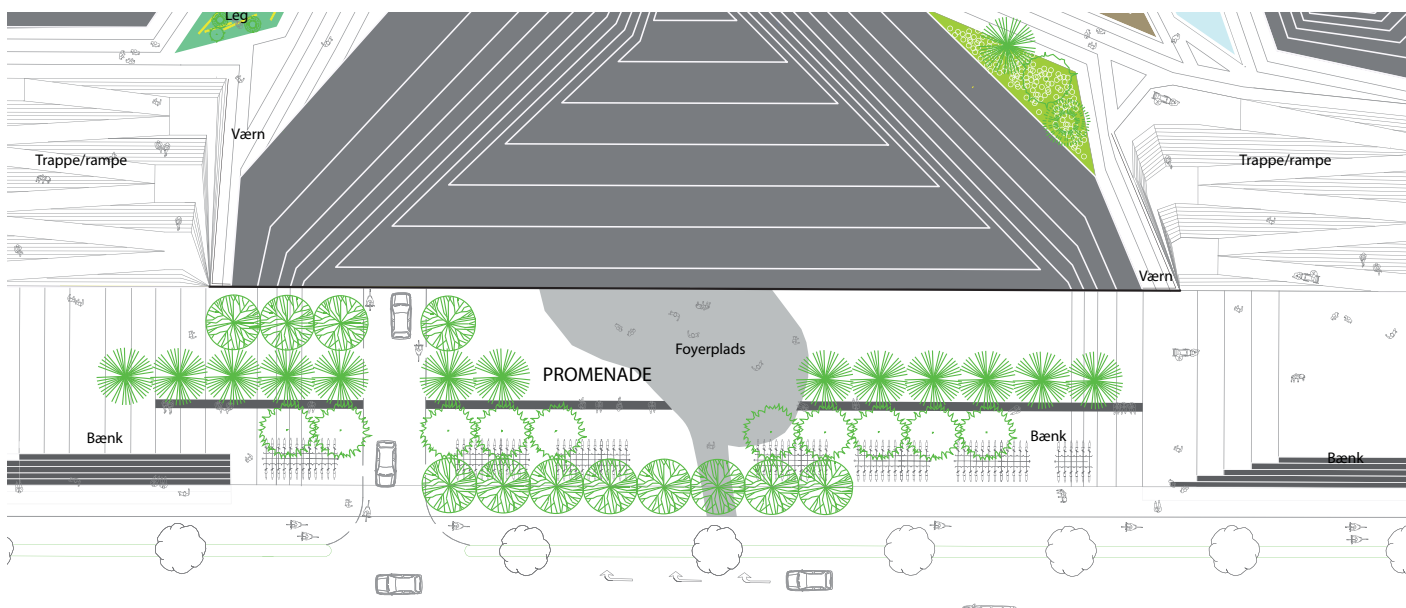 Leg
Værn
Trappe/rampe
Trappe/rampe
Værn
Foyerplads
PROMENADE
Bænk
Bænk
Bænk